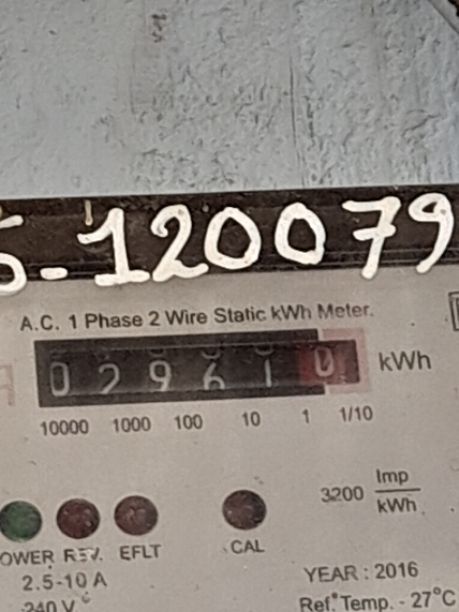 5-120079
A.C. 1 Phase 2 Wire Static kWh Meter.
029610 kWh
10000 1000 100 10 1 1/10
3200 Imp/kWh
REV. EFLT CAL
2.5-10 A
240 V
YEAR : 2016
Ref. Temp. - 27°C